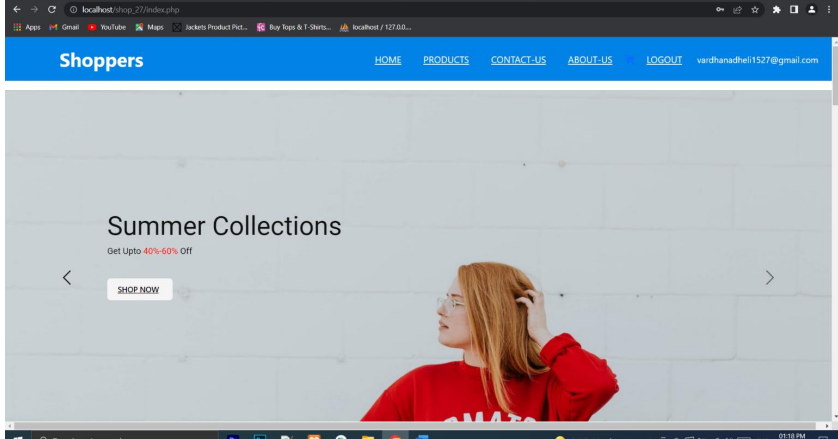 localhost/shop_27/index.php
Apps Gmail YouTube Maps Jackets Product Pict... Buy Tops & T-Shirts... localhost / 127.0.0....
Shoppers HOME PRODUCTS CONTACT-US ABOUT-US LOGOUT vardhanadheli1527@gmail.com
Summer Collections
Get Upto 40%-60% Off
SHOP NOW
01:18 PM